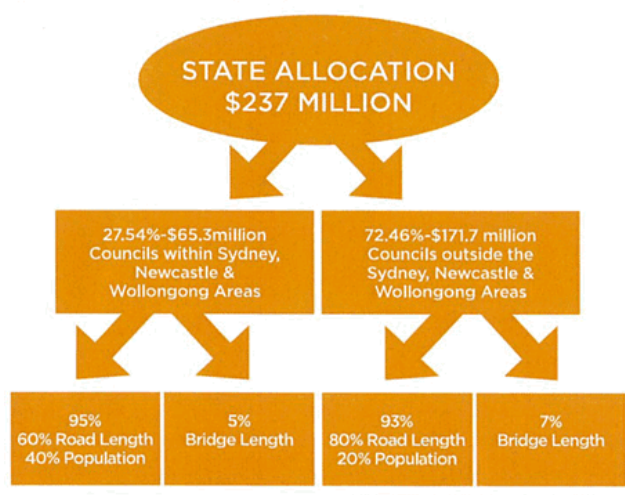 STATE ALLOCATION
$237 MILLION
27.54%-$65.3million
Councils within Sydney,
Newcastle &
Wollongong Areas
72.46%-$171.7 million
Councils outside the
Sydney, Newcastle &
Wollongong Areas
95%
60% Road Length
40% Population
5%
Bridge Length
93%
80% Road Length
20% Population
7%
Bridge Length